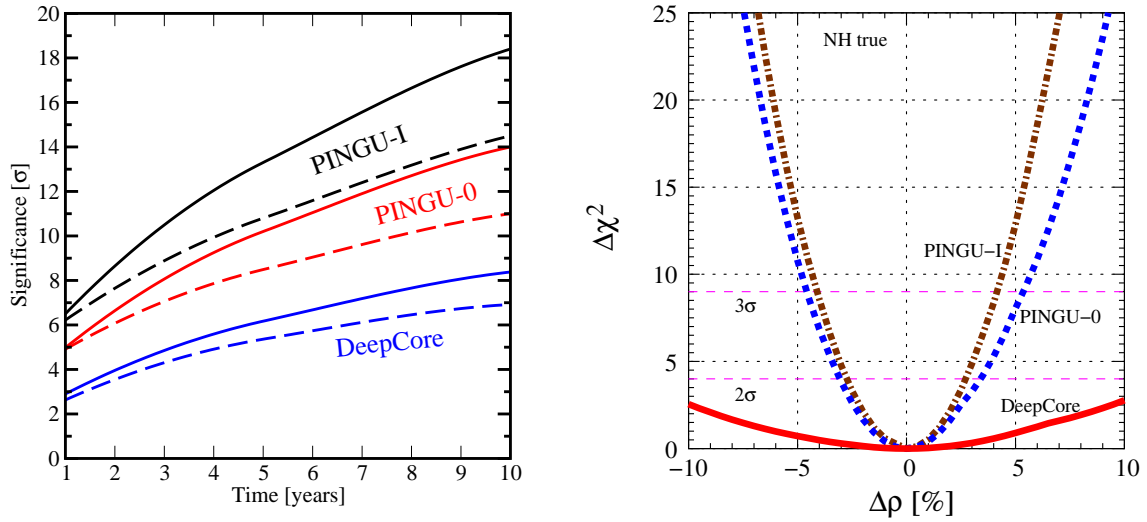 20
18
16
14
12
10
8
6
4
2
0
Significance [σ]
PINGU-I
PINGU-0
DeepCore
1 2 3 4 5 6 7 8 9 10
Time [years]
25
20
15
10
5
0
Δχ²
NH true
PINGU−I
3σ
PINGU−0
2σ
DeepCore
−10 −5 0 5 10
Δρ [%]